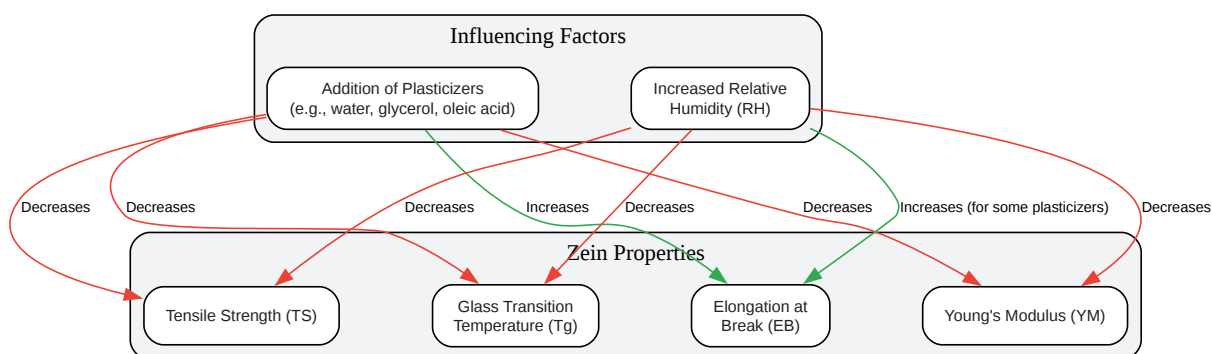 Influencing Factors
Addition of Plasticizers
(e.g., water, glycerol, oleic acid)
Increased Relative
Humidity (RH)
Decreases
Decreases
Decreases
Increases
Decreases
Decreases
Increases (for some plasticizers)
Decreases
Zein Properties
Tensile Strength (TS)
Glass Transition
Temperature (Tg)
Elongation at
Break (EB)
Young's Modulus (YM)